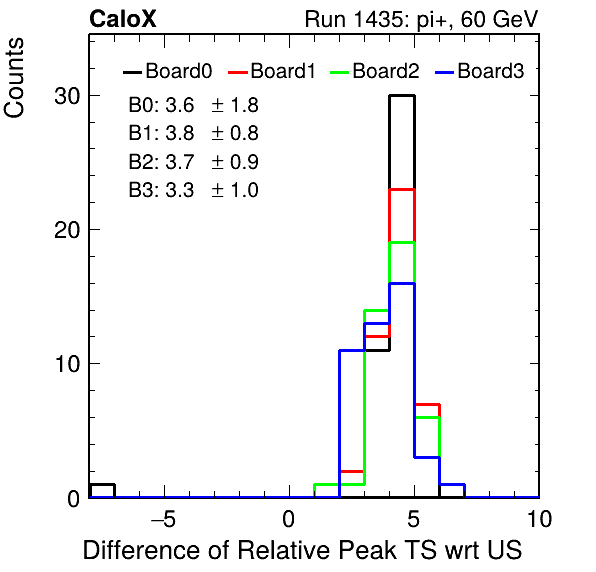 CaloX Run 1435: pi+, 60 GeV
Counts
Board0 Board1 Board2 Board3
B0: 3.6 ± 1.8
B1: 3.8 ± 0.8
B2: 3.7 ± 0.9
B3: 3.3 ± 1.0
30
20
10
0
−5 0 5 10
Difference of Relative Peak TS wrt US